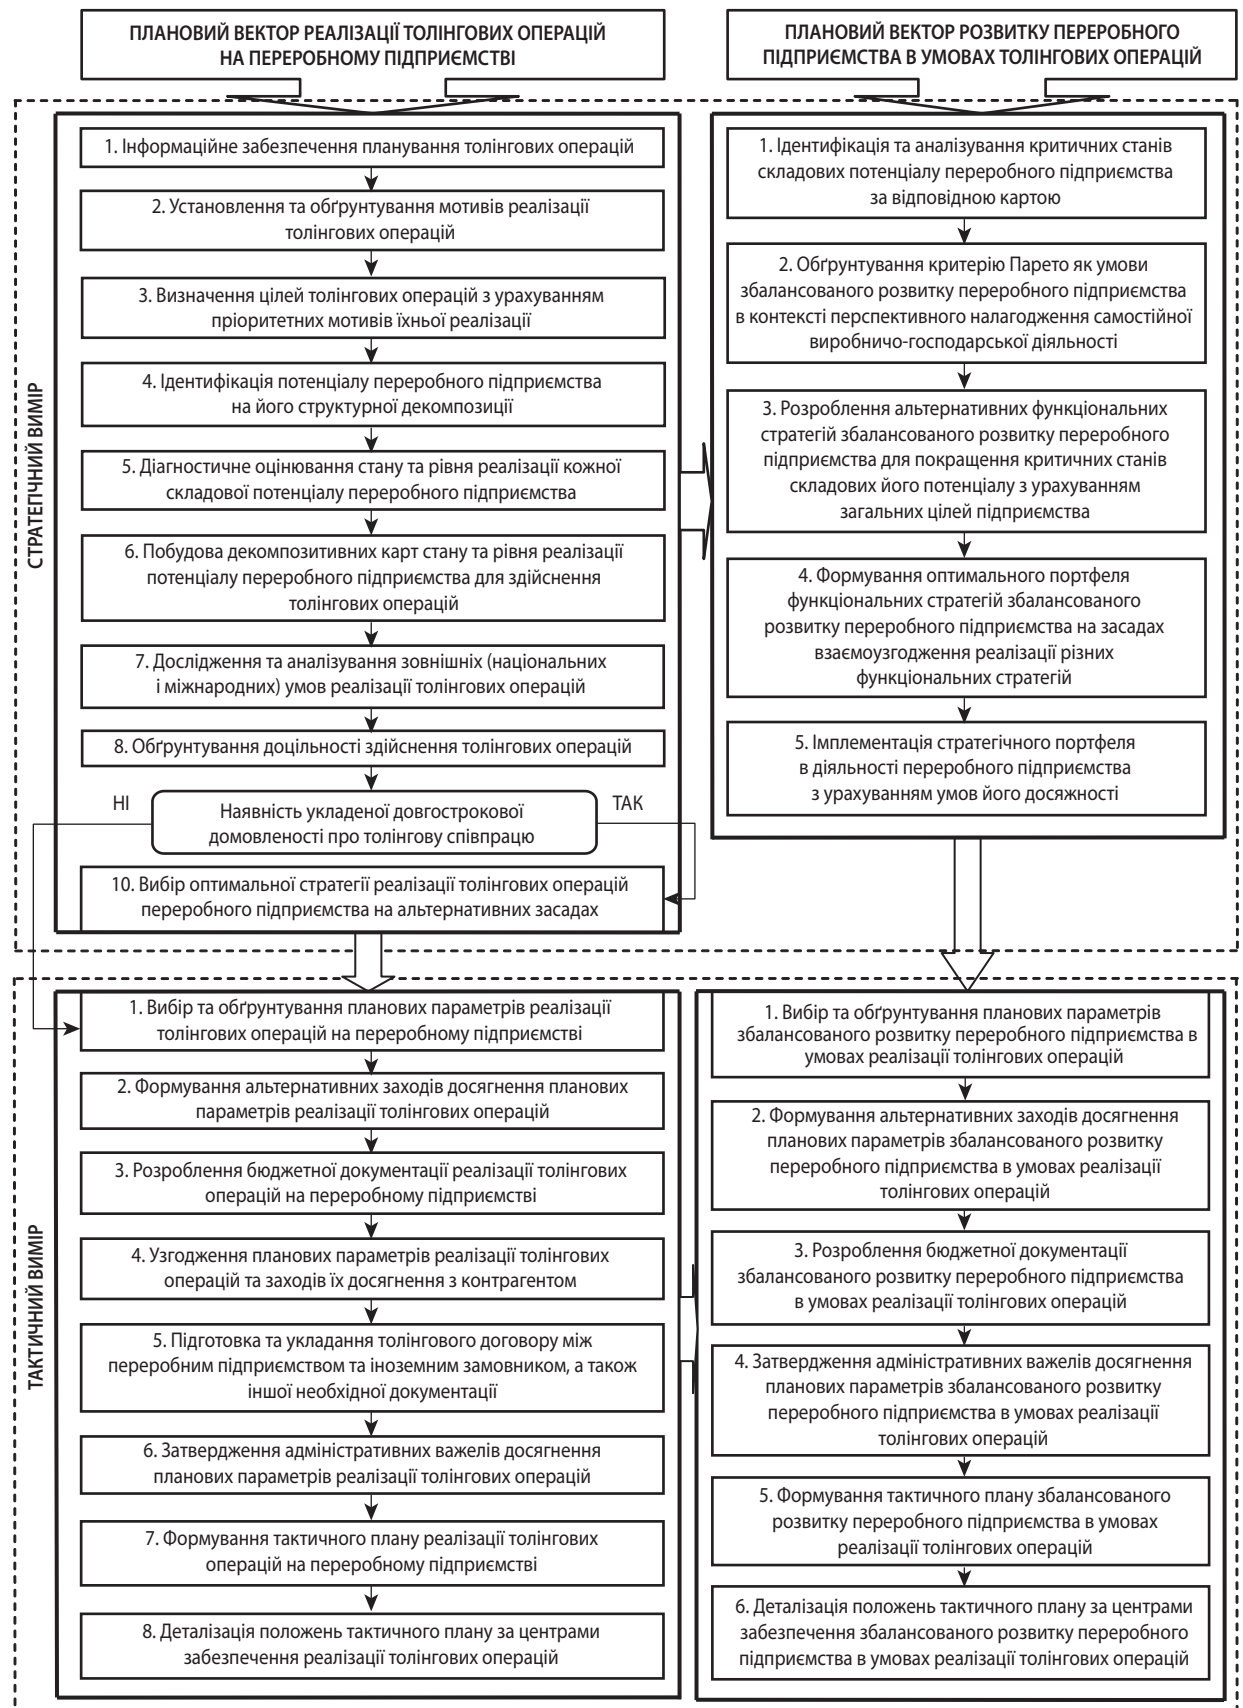 ПЛАНОВИЙ ВЕКТОР РЕАЛІЗАЦІЇ ТОЛІНГОВИХ ОПЕРАЦІЙ
НА ПЕРЕРОБНОМУ ПІДПРИЄМСТВІ
ПЛАНОВИЙ ВЕКТОР РОЗВИТКУ ПЕРЕРОБНОГО
ПІДПРИЄМСТВА В УМОВАХ ТОЛІНГОВИХ ОПЕРАЦІЙ
СТРАТЕГІЧНИЙ ВИМІР
1. Інформаційне забезпечення планування толінгових операцій
2. Установлення та обґрунтування мотивів реалізації
толінгових операцій
3. Визначення цілей толінгових операцій з урахуванням
пріоритетних мотивів їхньої реалізації
4. Ідентифікація потенціалу переробного підприємства
на його структурної декомпозиції
5. Діагностичне оцінювання стану та рівня реалізації кожної
складової потенціалу переробного підприємства
6. Побудова декомпозитивних карт стану та рівня реалізації
потенціалу переробного підприємства для здійснення
толінгових операцій
7. Дослідження та аналізування зовнішніх (національних
і міжнародних) умов реалізації толінгових операцій
8. Обґрунтування доцільності здійснення толінгових операцій
НІ
Наявність укладеної довгострокової
домовленості про толінгову співпрацю
ТАК
10. Вибір оптимальної стратегії реалізації толінгових операцій
переробного підприємства на альтернативних засадах
1. Ідентифікація та аналізування критичних станів
складових потенціалу переробного підприємства
за відповідною картою
2. Обґрунтування критерію Парето як умови
збалансованого розвитку переробного підприємства
в контексті перспективного налагодження самостійної
виробничо-господарської діяльності
3. Розроблення альтернативних функціональних
стратегій збалансованого розвитку переробного
підприємства для покращення критичних станів
складових його потенціалу з урахуванням
загальних цілей підприємства
4. Формування оптимального портфеля
функціональних стратегій збалансованого
розвитку переробного підприємства на засадах
взаємоузгодження реалізації різних
функціональних стратегій
5. Імплементація стратегічного портфеля
в діяльності переробного підприємства
з урахуванням умов його досяжності
ТАКТИЧНИЙ ВИМІР
1. Вибір та обґрунтування планових параметрів реалізації
толінгових операцій на переробному підприємстві
2. Формування альтернативних заходів досягнення планових
параметрів реалізації толінгових операцій
3. Розроблення бюджетної документації реалізації толінгових
операцій на переробному підприємстві
4. Узгодження планових параметрів реалізації толінгових
операцій та заходів їх досягнення з контрагентом
5. Підготовка та укладання толінгового договору між
переробним підприємством та іноземним замовником, а також
іншої необхідної документації
6. Затвердження адміністративних важелів досягнення
планових параметрів реалізації толінгових операцій
7. Формування тактичного плану реалізації толінгових
операцій на переробному підприємстві
8. Деталізація положень тактичного плану за центрами
забезпечення реалізації толінгових операцій
1. Вибір та обґрунтування планових параметрів
збалансованого розвитку переробного підприємства в
умовах реалізації толінгових операцій
2. Формування альтернативних заходів досягнення
планових параметрів збалансованого розвитку
переробного підприємства в умовах реалізації
толінгових операцій
3. Розроблення бюджетної документації
збалансованого розвитку переробного підприємства
в умовах реалізації толінгових операцій
4. Затвердження адміністративних важелів досягнення
планових параметрів збалансованого розвитку
переробного підприємства в умовах реалізації
толінгових операцій
5. Формування тактичного плану збалансованого
розвитку переробного підприємства в умовах
реалізації толінгових операцій
6. Деталізація положень тактичного плану за центрами
забезпечення збалансованого розвитку переробного
підприємства в умовах реалізації толінгових операцій